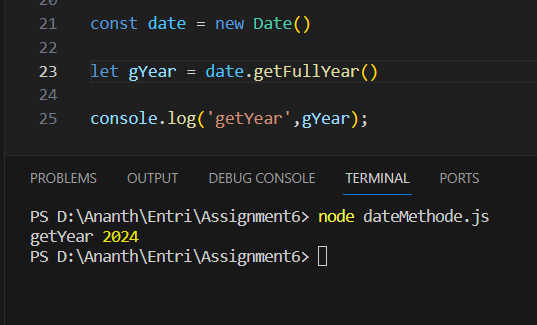 20
21 const date = new Date()
22
23 let gYear = date.getFullYear()
24
25 console.log('getYear',gYear);
PROBLEMS OUTPUT DEBUG CONSOLE TERMINAL PORTS
PS D:\Ananth\Entri\Assignment6> node dateMethode.js
getYear 2024
PS D:\Ananth\Entri\Assignment6>